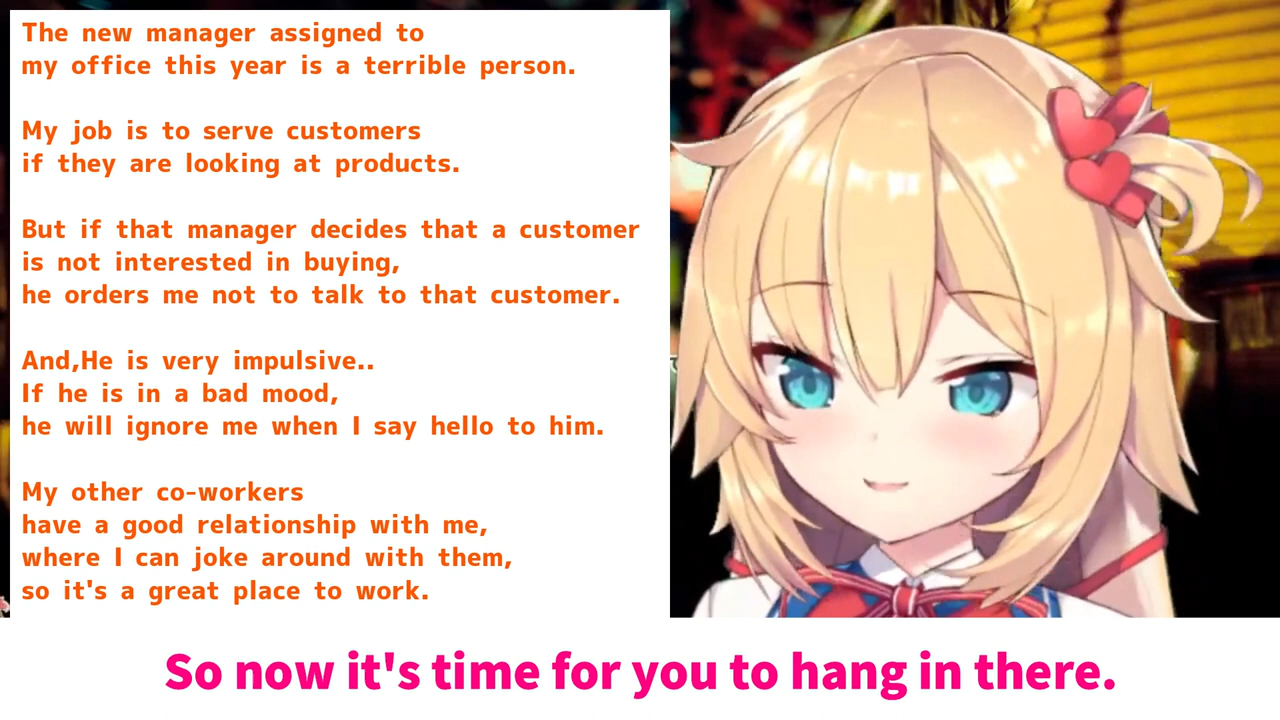 The new manager assigned to
my office this year is a terrible person.
My job is to serve customers
if they are looking at products.
But if that manager decides that a customer
is not interested in buying,
he orders me not to talk to that customer.
And,He is very impulsive..
If he is in a bad mood,
he will ignore me when I say hello to him.
My other co-workers
have a good relationship with me,
where I can joke around with them,
so it's a great place to work.
So now it's time for you to hang in there.